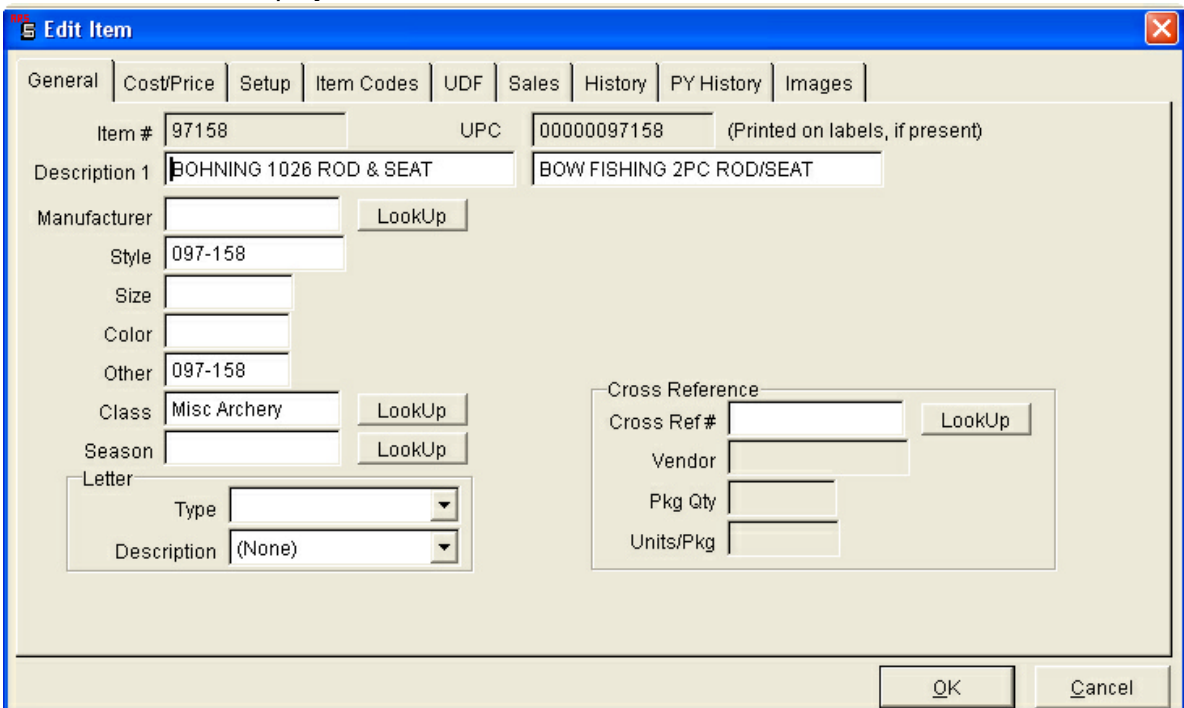 Edit Item
General Cost/Price Setup Item Codes UDF Sales History PY History Images
Item # 97158 UPC 00000097158 (Printed on labels, if present)
Description 1 BOHNING 1026 ROD & SEAT BOW FISHING 2PC ROD/SEAT
Manufacturer LookUp
Style 097-158
Size
Color
Other 097-158
Class Misc Archery LookUp
Season LookUp
Letter
Type
Description (None)
Cross Reference
Cross Ref # LookUp
Vendor
Pkg Qty
Units/Pkg
OK Cancel